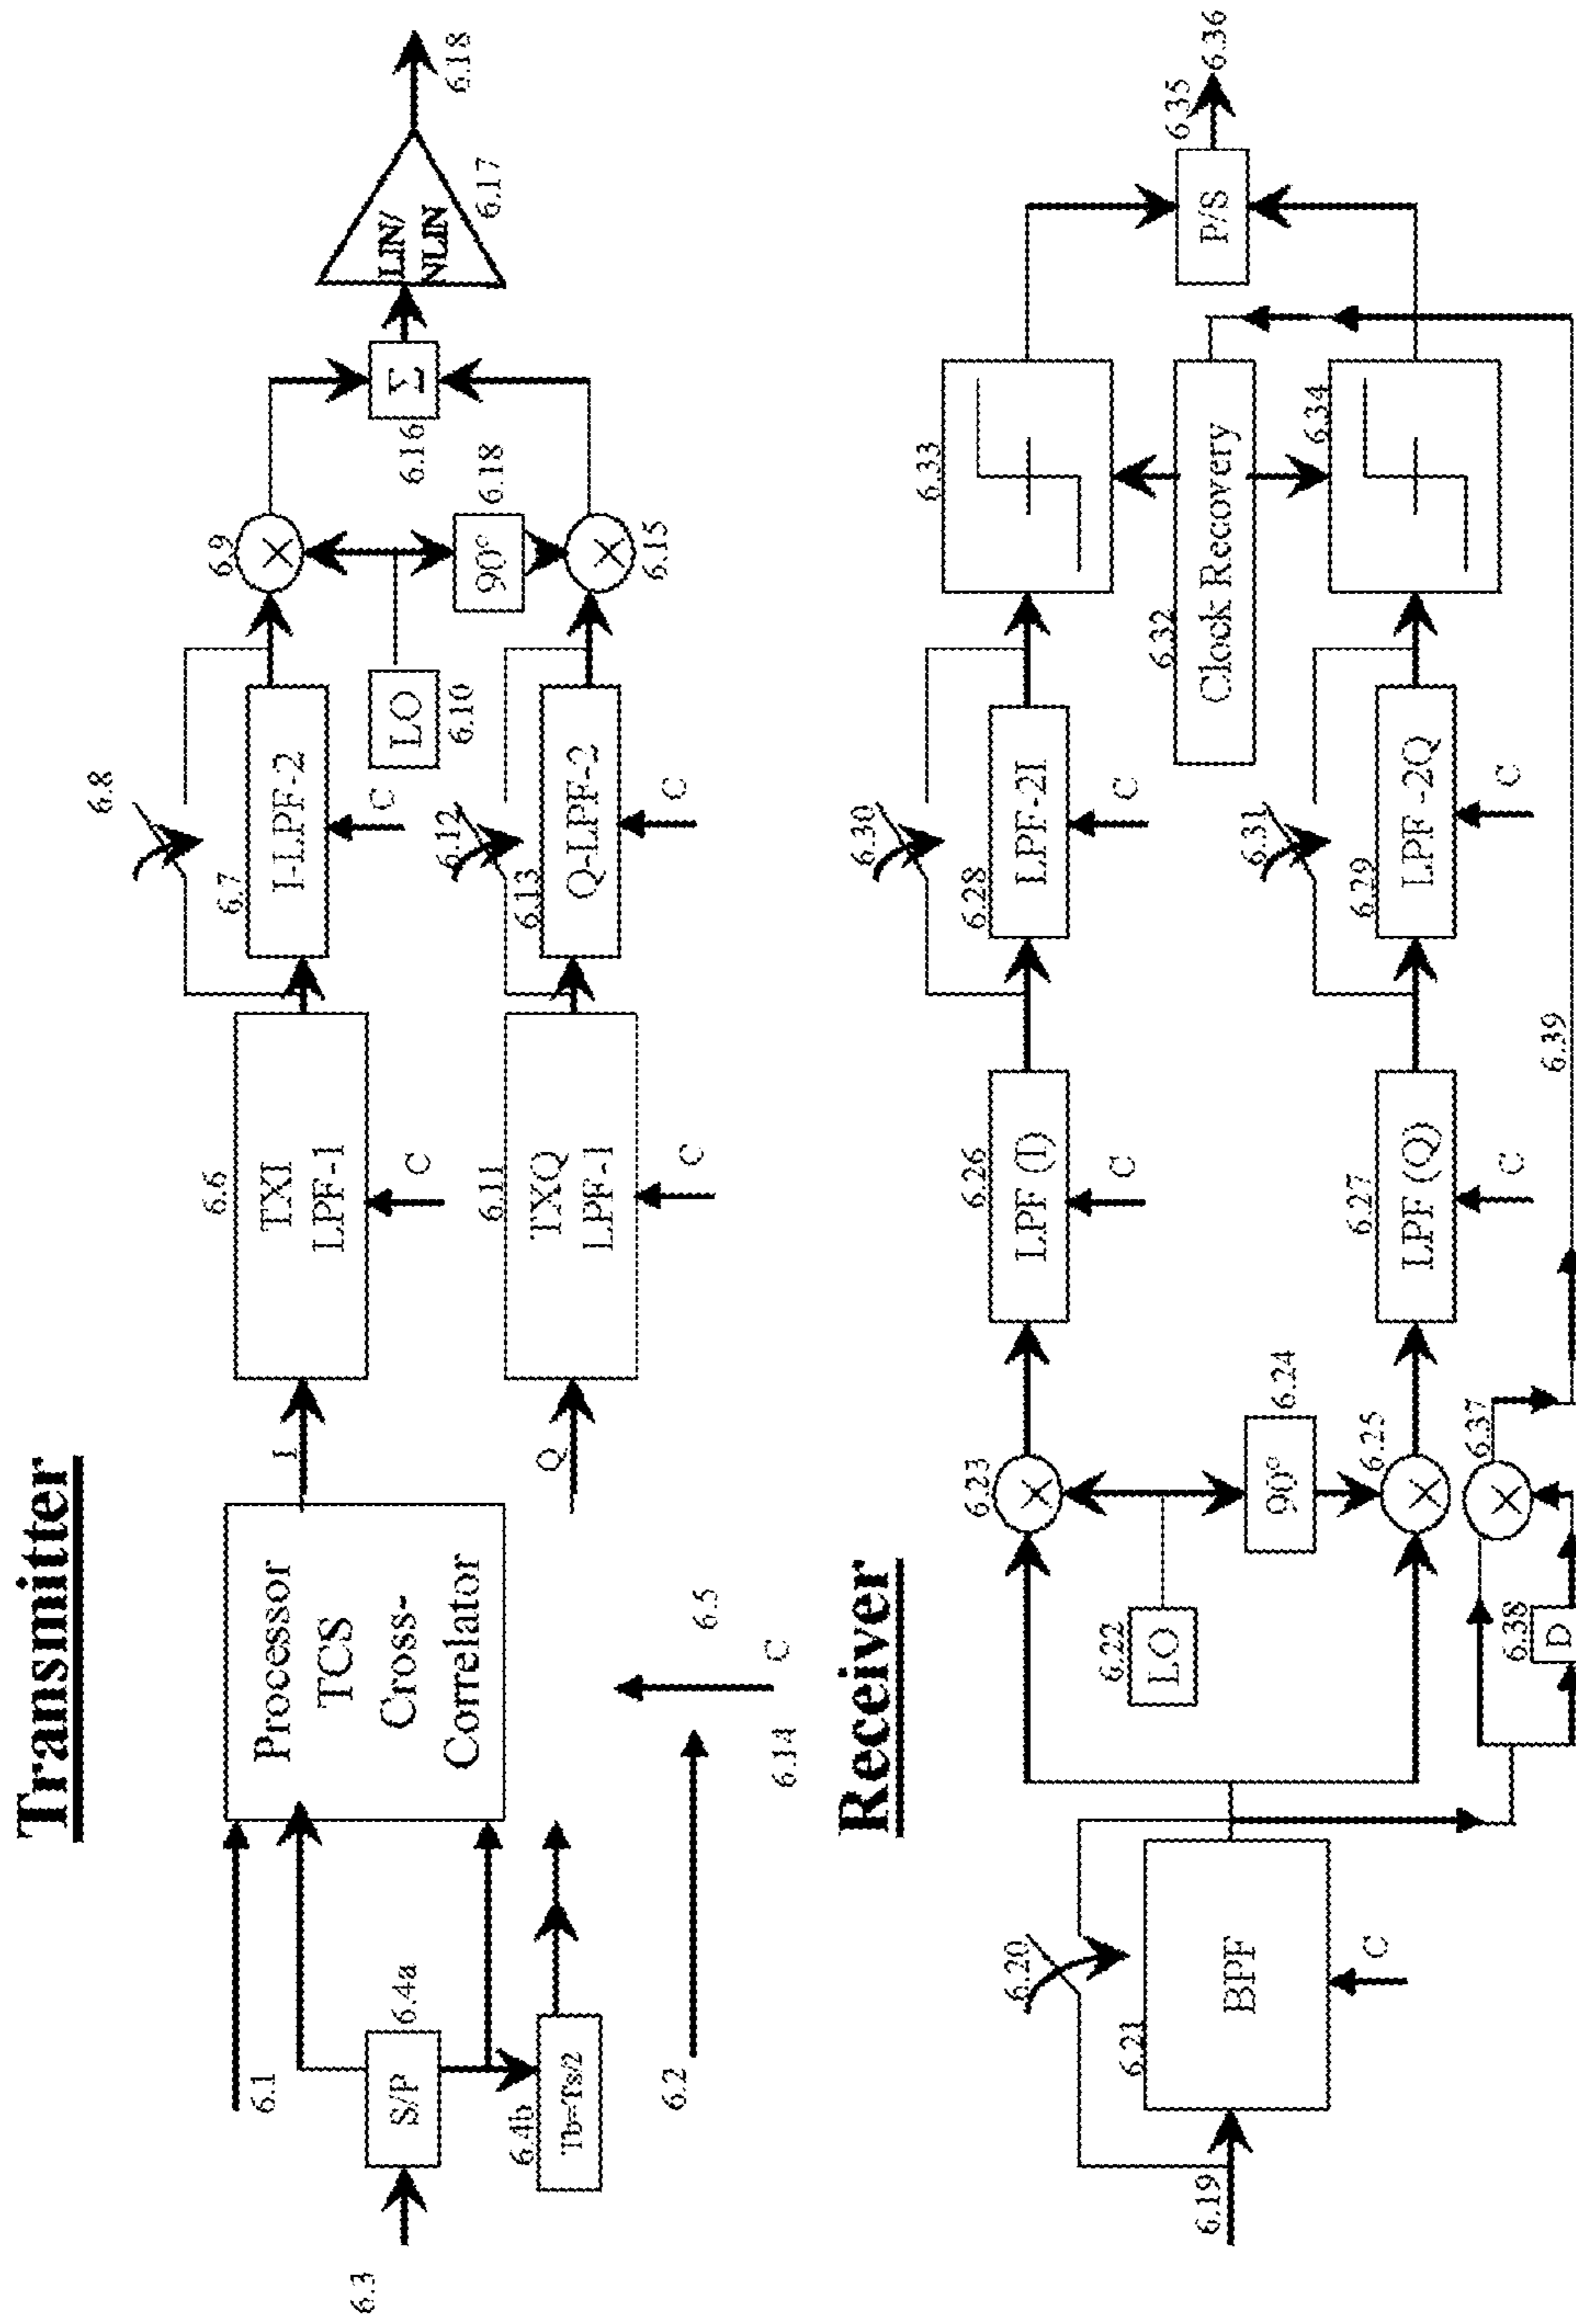 Transmitter
6.1
6.3
S/P
6.4a
6.4b
Tb=Ts/2
6.2
Processor
TCS
Cross-
Correlator
6.5
C
6.14
I
Q
6.6
TXI
LPF-1
C
6.11
TXQ
LPF-1
C
6.8
6.7
I-LPF-2
C
6.12
6.13
Q-LPF-2
C
LO
6.10
6.9
90°
6.18
6.15
Σ
6.16
LIN/
NLIN
6.17
6.18
Receiver
6.19
6.20
6.21
BPF
C
6.22
LO
6.23
90°
6.24
6.25
6.37
6.38
D
6.26
LPF (I)
C
6.27
LPF (Q)
C
6.39
6.30
6.28
LPF-2I
C
6.31
6.29
LPF -2Q
C
6.32
Clock Recovery
6.33
6.34
P/S
6.35
6.36